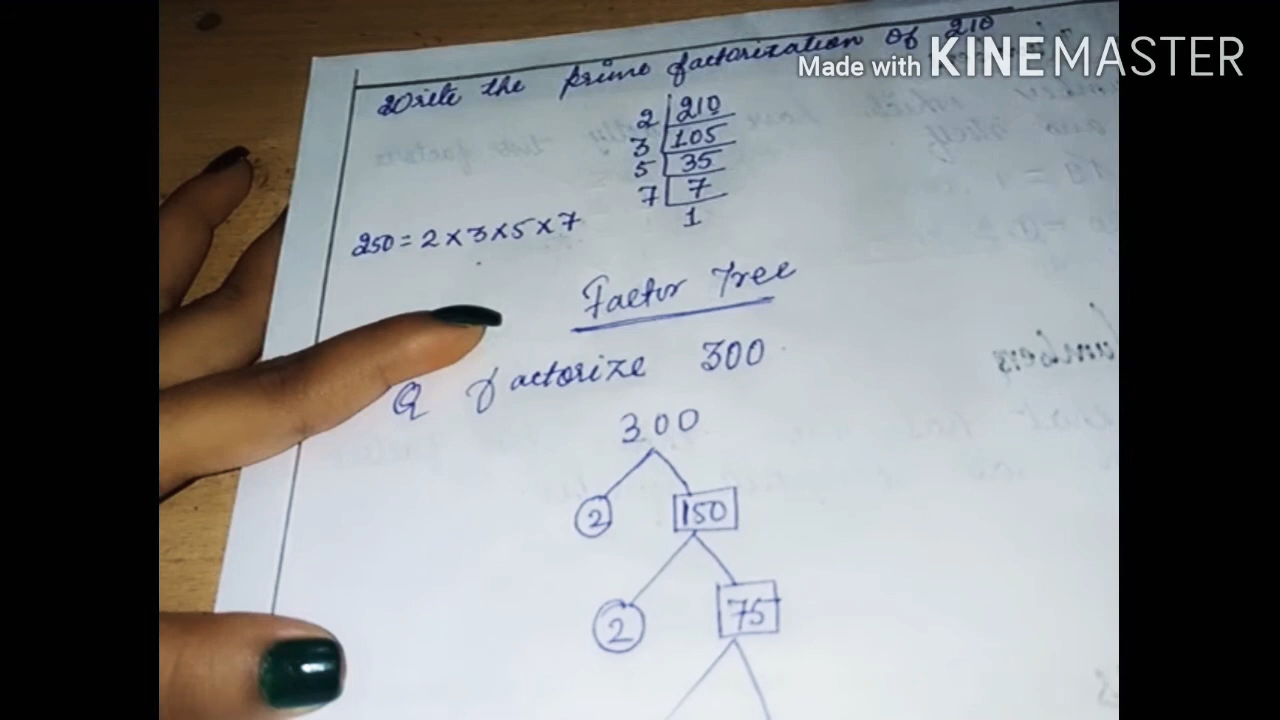 Made with KINEMASTER
Write the prime factorization of 210
2 210
3 105
5 35
7 7
1
250 = 2 × 3 × 5 × 7
Factor Tree
Q factorize 300
300
2 150
2 75